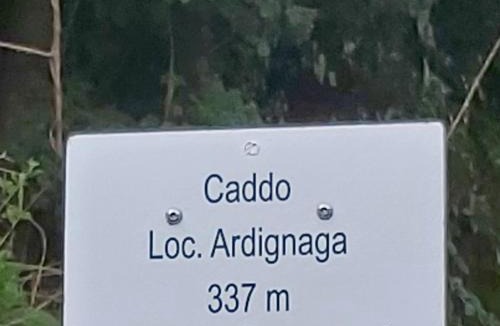 Caddo
Loc. Ardignaga
337 m